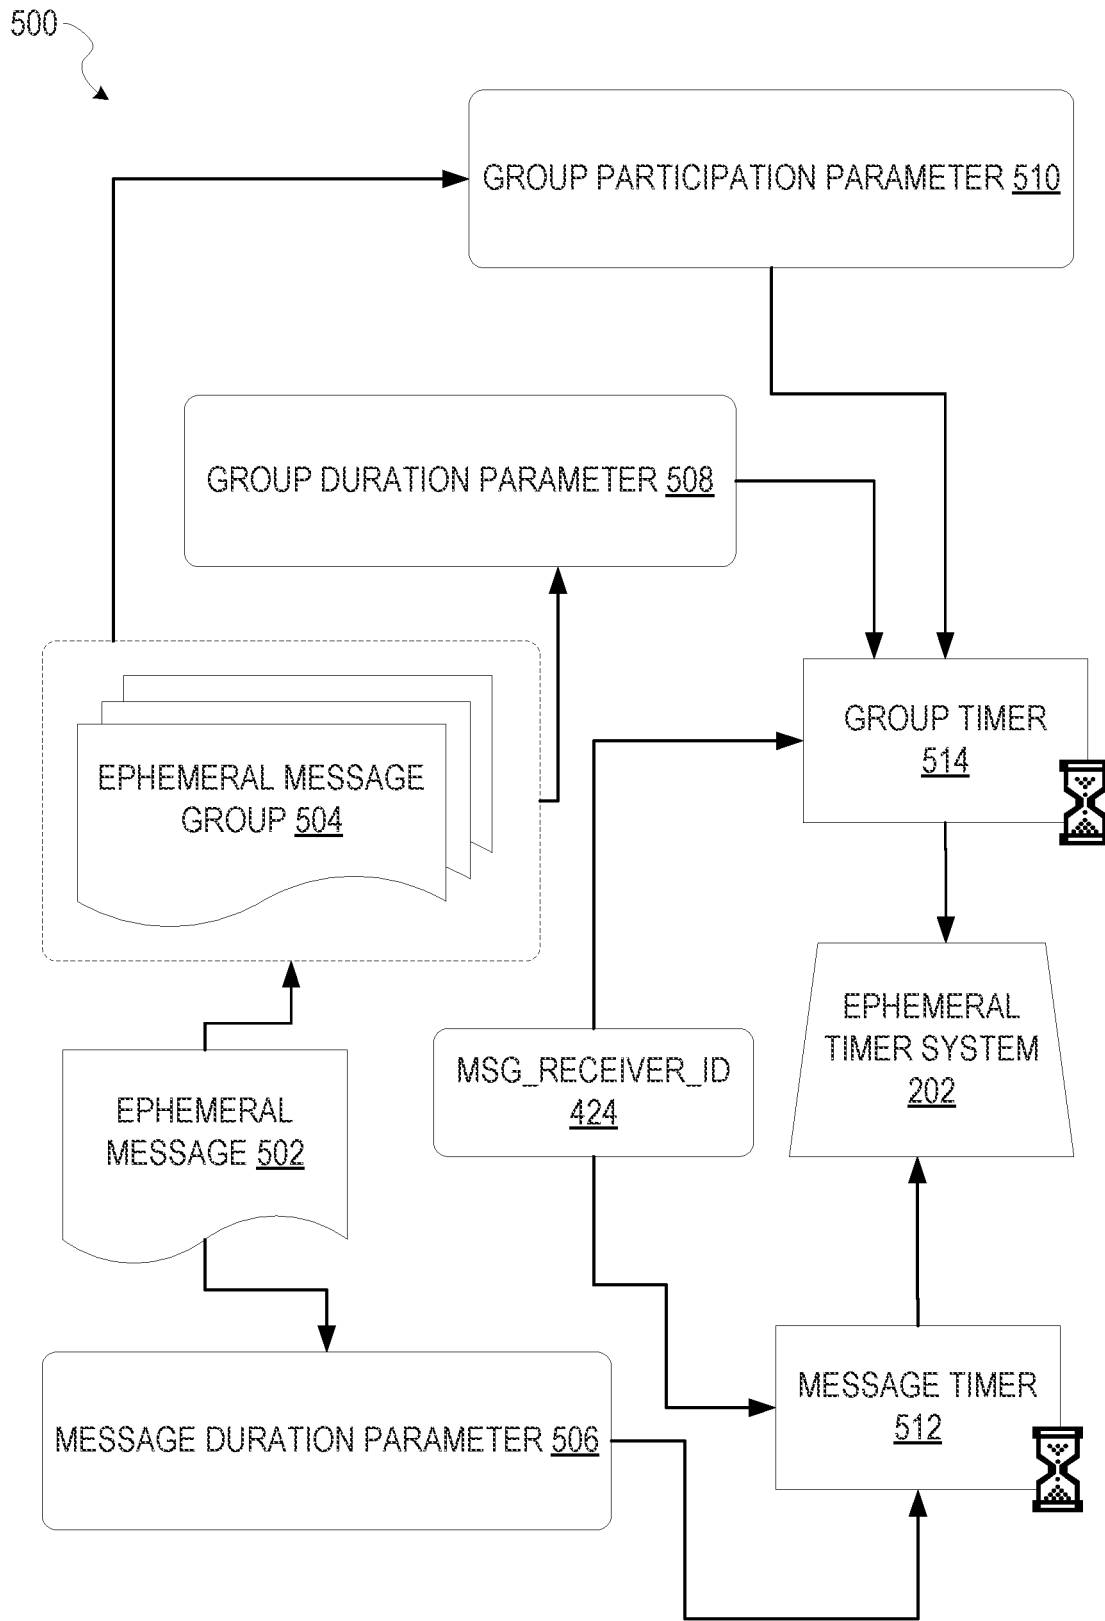 500
GROUP PARTICIPATION PARAMETER 510
GROUP DURATION PARAMETER 508
GROUP TIMER
514
EPHEMERAL MESSAGE
GROUP 504
EPHEMERAL
TIMER SYSTEM
202
MSG_RECEIVER_ID
424
EPHEMERAL
MESSAGE 502
MESSAGE TIMER
512
MESSAGE DURATION PARAMETER 506